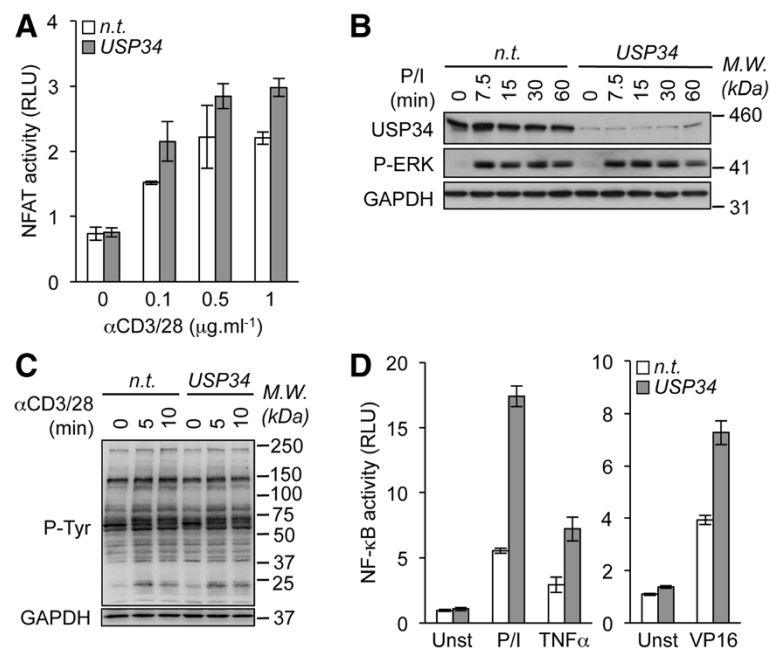 A
n.t.
USP34
NFAT activity (RLU)
4
3
2
1
0
0 0.1 0.5 1
αCD3/28 (μg.ml-1)
B
n.t. USP34
P/I (min) 0 7.5 15 30 60 0 7.5 15 30 60 M.W. (kDa)
USP34 460
P-ERK 41
GAPDH 31
C
n.t. USP34
αCD3/28 (min) 0 5 10 0 5 10 M.W. (kDa)
250
150
100
75
P-Tyr 50
37
25
GAPDH 37
D
NF-κB activity (RLU)
20
15
10
5
0
Unst P/I TNFα
n.t.
USP34
10
8
6
4
2
0
Unst VP16